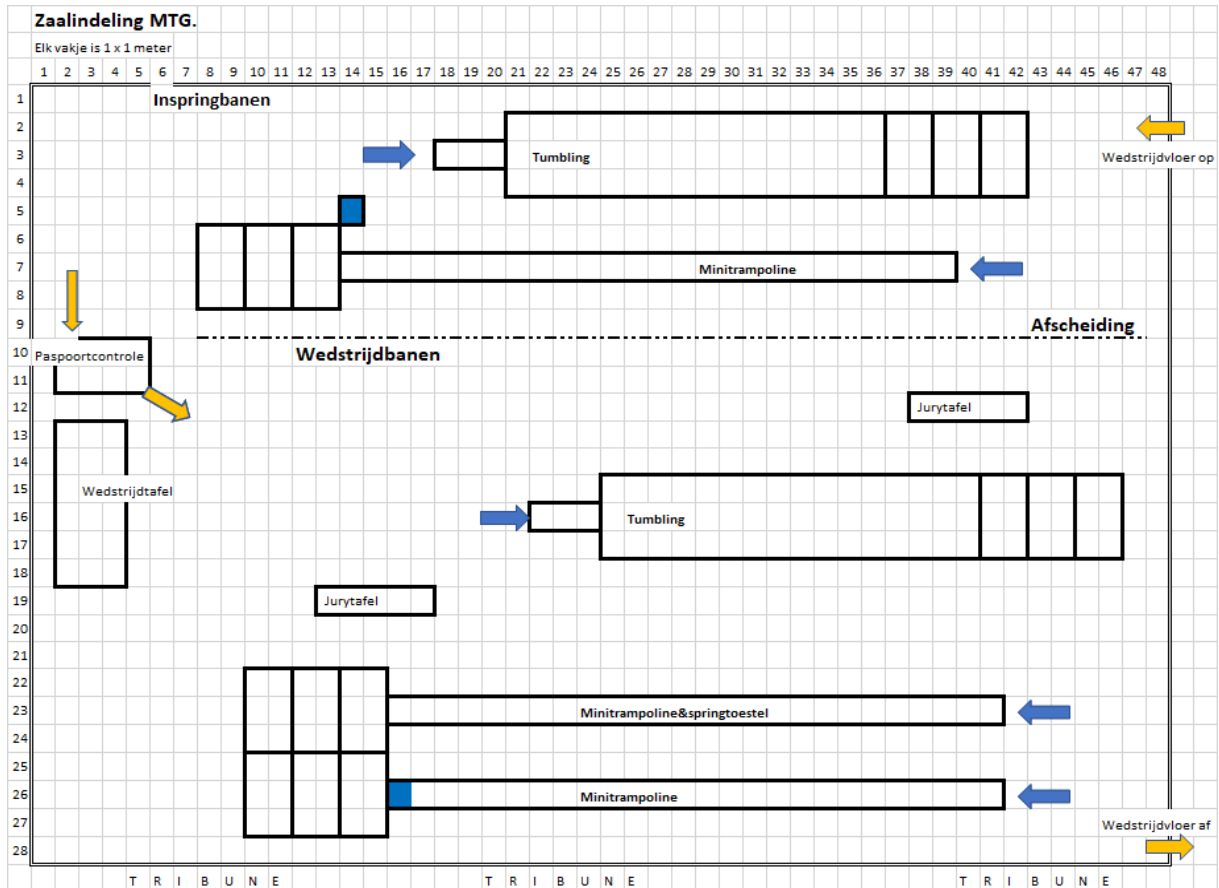 Zaalindeling MTG.
Elk vakje is 1 x 1 meter
1 2 3 4 5 6 7 8 9 10 11 12 13 14 15 16 17 18 19 20 21 22 23 24 25 26 27 28 29 30 31 32 33 34 35 36 37 38 39 40 41 42 43 44 45 46 47 48
1 Inspringbanen
2
3 Tumbling Wedstrijdvloer op
4
5
6
7 Minitrampoline
8
9 Afscheiding
10 Paspoortcontrole Wedstrijdbanen
11
12 Jurytafel
13
14
15 Wedstrijdtafel
16 Tumbling
17
18
19 Jurytafel
20
21
22
23 Minitrampoline&springtoestel
24
25
26 Minitrampoline
27 Wedstrijdvloer af
28
T R I B U N E T R I B U N E T R I B U N E